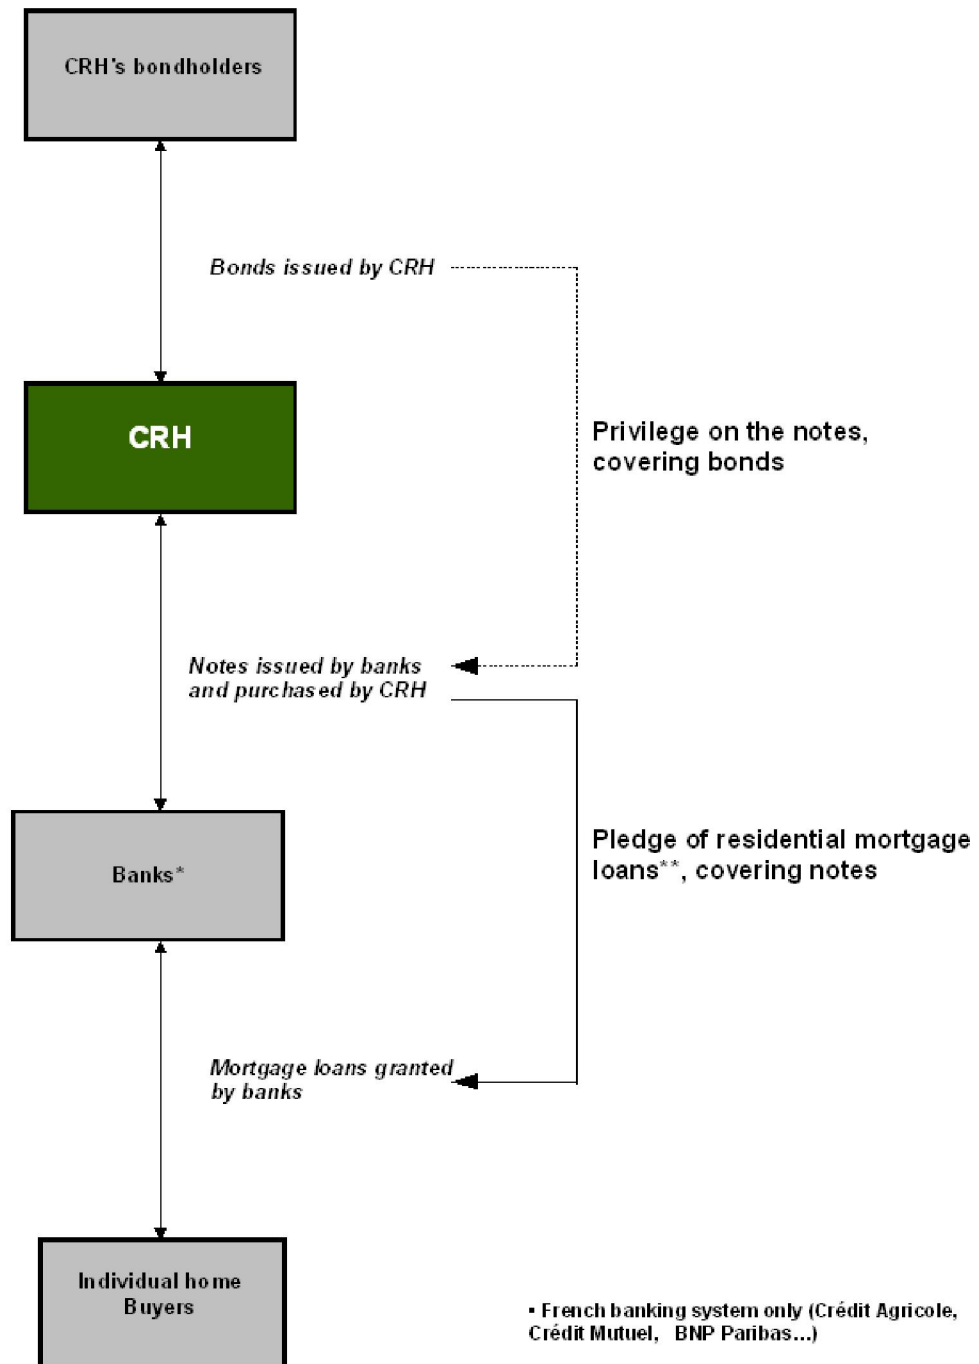 CRH's bondholders
Bonds issued by CRH
CRH
Privilege on the notes,
covering bonds
Notes issued by banks
and purchased by CRH
Pledge of residential mortgage
loans**, covering notes
Banks*
Mortgage loans granted
by banks
Individual home
Buyers
▪ French banking system only (Crédit Agricole,
Crédit Mutuel, BNP Paribas...)